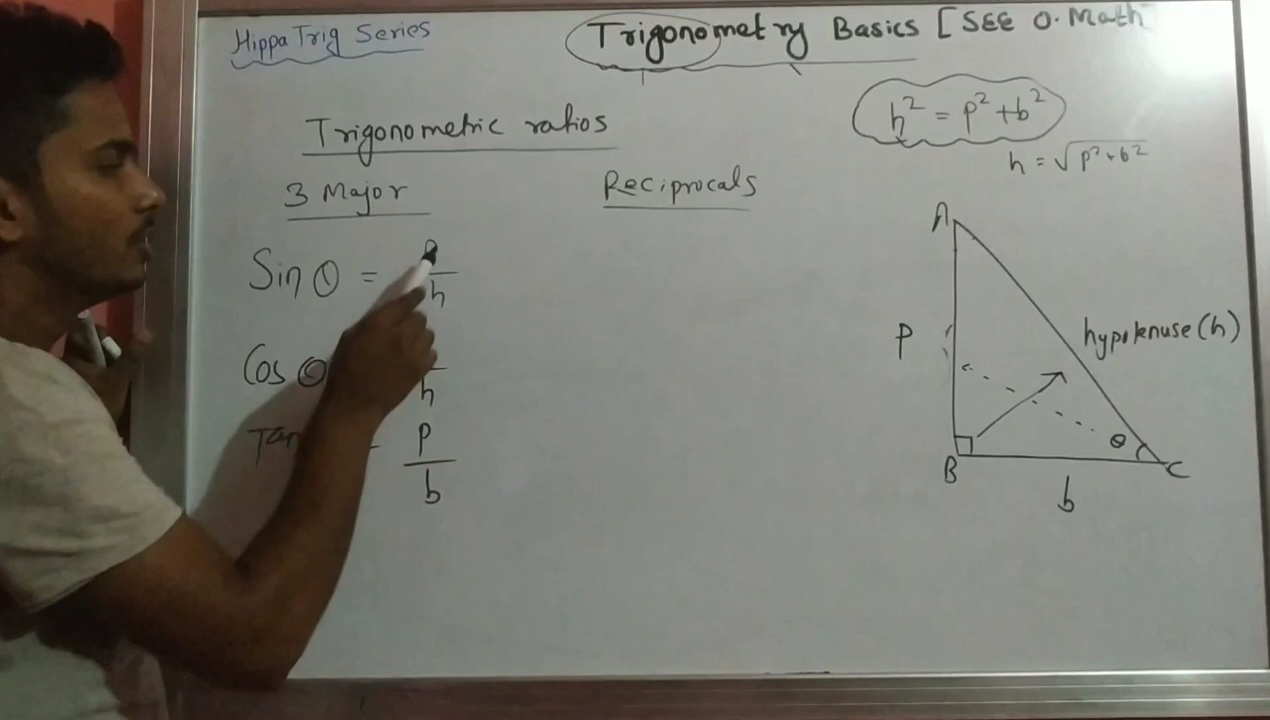 Hippa Trig Series
Trigonometry Basics [SEE O. Math
h² = p² + b²
h = √p² + b²
Trigonometric ratios
3 Major
Reciprocals
Sin θ = p/h
Cos θ
h
Tan
= p/b
A
P
hypotenuse (h)
θ
B
C
b